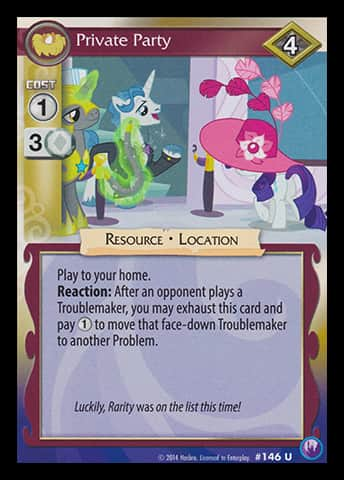 Private Party
4
COST
1
3
RESOURCE • LOCATION
Play to your home.
Reaction: After an opponent plays a
Troublemaker, you may exhaust this card and
pay 1 to move that face-down Troublemaker
to another Problem.
Luckily, Rarity was on the list this time!
© 2014 Hasbro. Licensed to Enterplay. #146 U